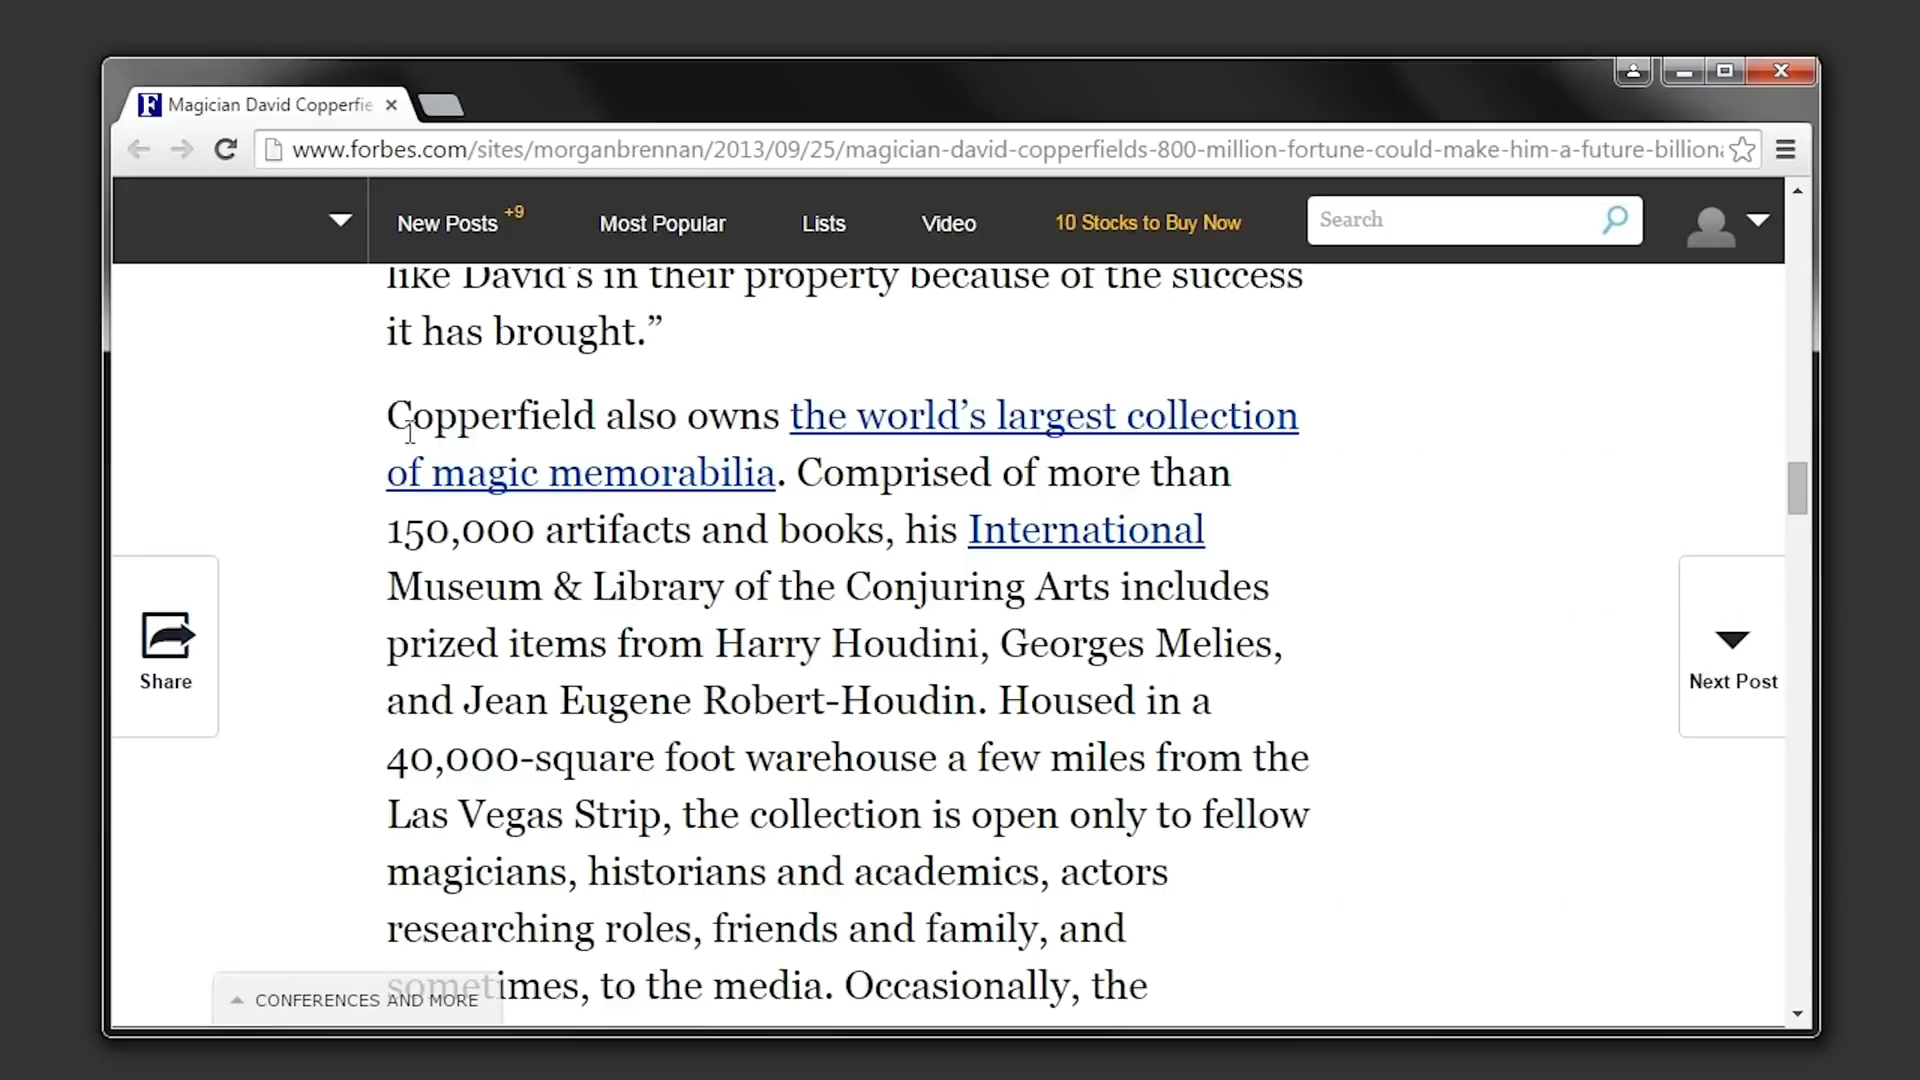 F Magician David Copperfie
www.forbes.com/sites/morganbrennan/2013/09/25/magician-david-copperfields-800-million-fortune-could-make-him-a-future-billiona
New Posts +9 Most Popular Lists Video 10 Stocks to Buy Now Search
like David's in their property because of the success
it has brought.”
Copperfield also owns the world’s largest collection
of magic memorabilia. Comprised of more than
150,000 artifacts and books, his International
Museum & Library of the Conjuring Arts includes
prized items from Harry Houdini, Georges Melies,
and Jean Eugene Robert-Houdin. Housed in a
40,000-square foot warehouse a few miles from the
Las Vegas Strip, the collection is open only to fellow
magicians, historians and academics, actors
researching roles, friends and family, and
sometimes, to the media. Occasionally, the
Share
Next Post
CONFERENCES AND MORE